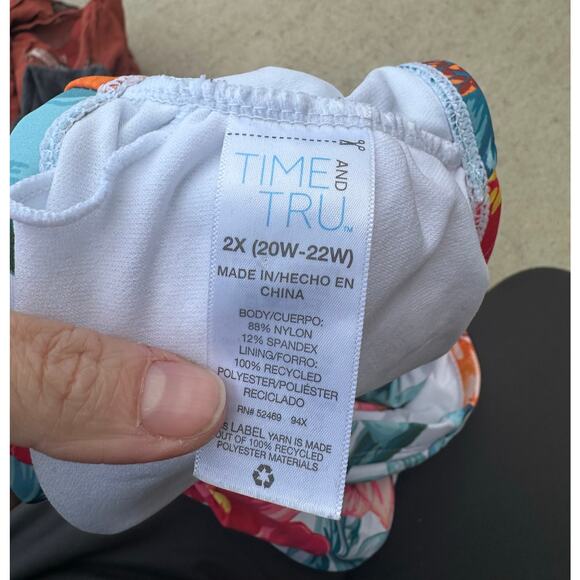 TIME AND
TRU™
2X (20W-22W)
MADE IN/HECHO EN
CHINA
BODY/CUERPO:
88% NYLON
12% SPANDEX
LINING/FORRO:
100% RECYCLED
POLYESTER/POLIÉSTER
RECICLADO
RN# 52469 94X
LABEL YARN IS MADE
OUT OF 100% RECYCLED
POLYESTER MATERIALS